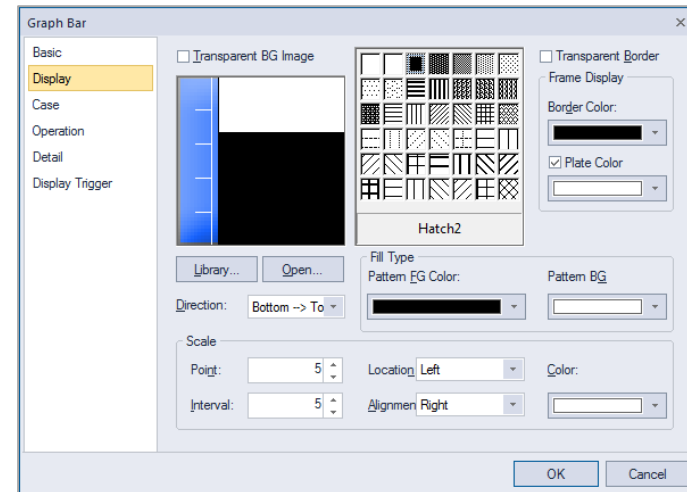 Graph Bar
Basic
Display
Case
Operation
Detail
Display Trigger
Transparent BG Image
Hatch2
Transparent Border
Frame Display
Border Color:
Plate Color
Library...
Open...
Direction:
Bottom --> To
Fill Type
Pattern FG Color:
Pattern BG
Scale
Point:
5
Location
Left
Color:
Interval:
5
Alignmen
Right
OK
Cancel